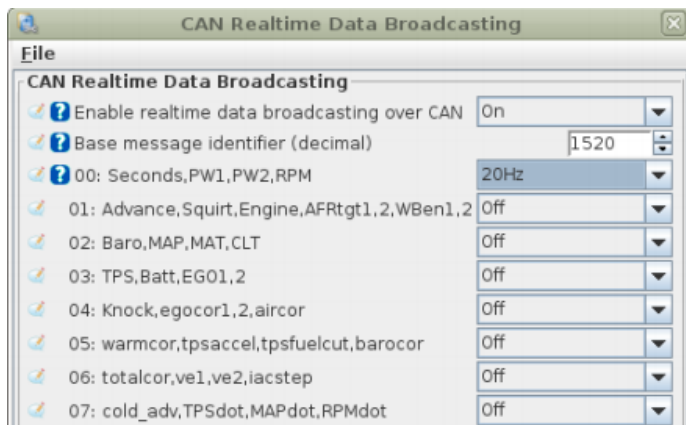 CAN Realtime Data Broadcasting
File
CAN Realtime Data Broadcasting
? Enable realtime data broadcasting over CAN On
? Base message identifier (decimal) 1520
? 00: Seconds,PW1,PW2,RPM 20Hz
01: Advance,Squirt,Engine,AFRtgt1,2,WBen1,2 Off
02: Baro,MAP,MAT,CLT Off
03: TPS,Batt,EGO1,2 Off
04: Knock,egocor1,2,aircor Off
05: warmcor,tpsaccel,tpsfuelcut,barocor Off
06: totalcor,ve1,ve2,iacstep Off
07: cold_adv,TPSdot,MAPdot,RPMdot Off